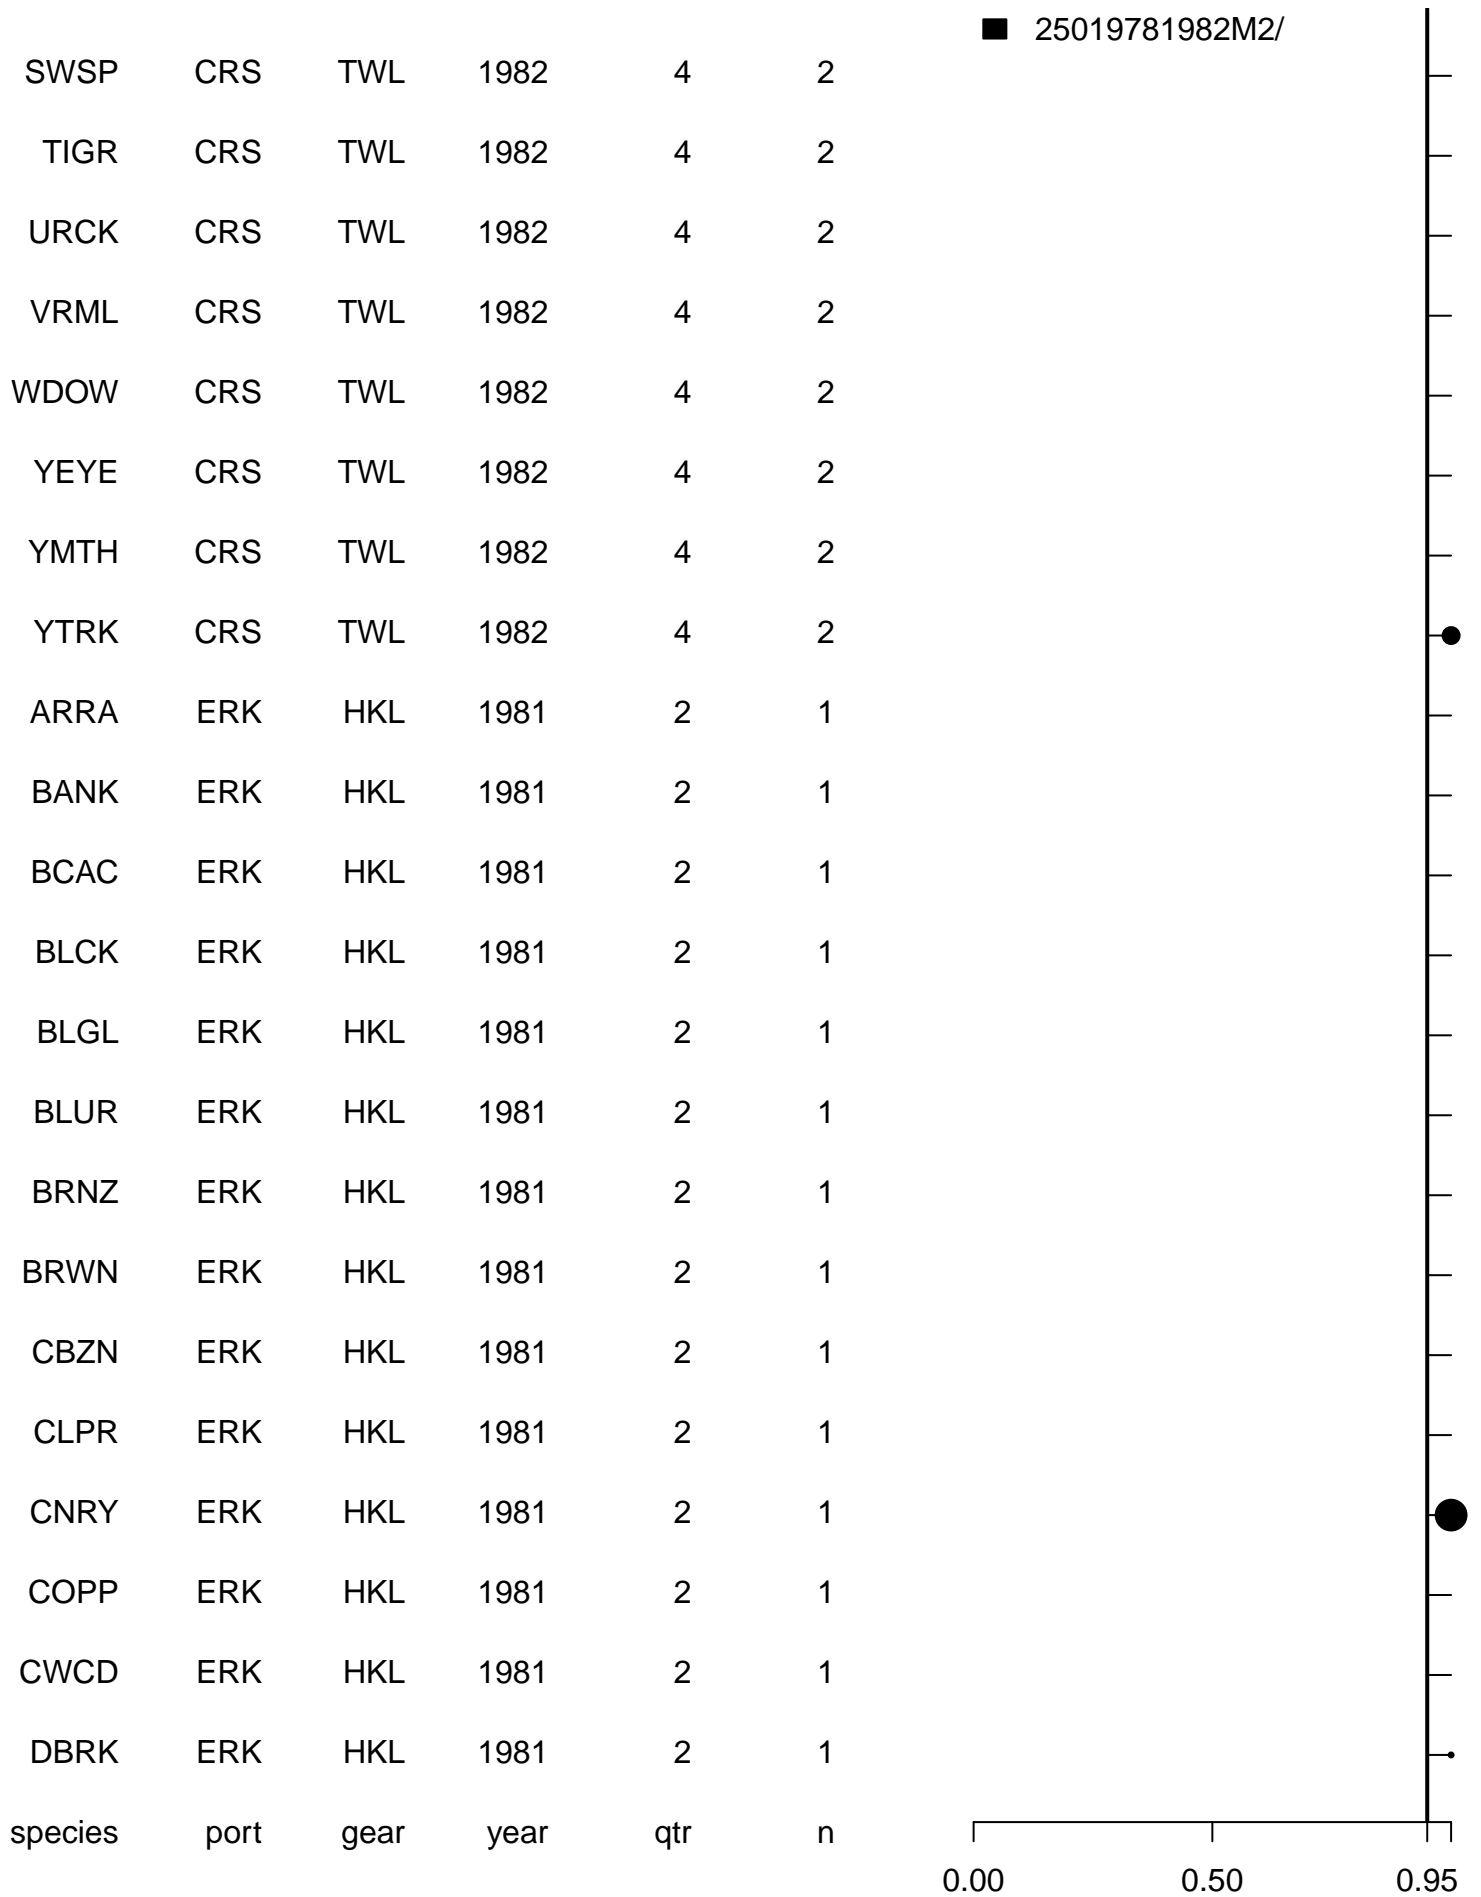 25019781982M2/
SWSP CRS TWL 1982 4 2
TIGR CRS TWL 1982 4 2
URCK CRS TWL 1982 4 2
VRML CRS TWL 1982 4 2
WDOW CRS TWL 1982 4 2
YEYE CRS TWL 1982 4 2
YMTH CRS TWL 1982 4 2
YTRK CRS TWL 1982 4 2
ARRA ERK HKL 1981 2 1
BANK ERK HKL 1981 2 1
BCAC ERK HKL 1981 2 1
BLCK ERK HKL 1981 2 1
BLGL ERK HKL 1981 2 1
BLUR ERK HKL 1981 2 1
BRNZ ERK HKL 1981 2 1
BRWN ERK HKL 1981 2 1
CBZN ERK HKL 1981 2 1
CLPR ERK HKL 1981 2 1
CNRY ERK HKL 1981 2 1
COPP ERK HKL 1981 2 1
CWCD ERK HKL 1981 2 1
DBRK ERK HKL 1981 2 1
species port gear year qtr n
0.00 0.50 0.95